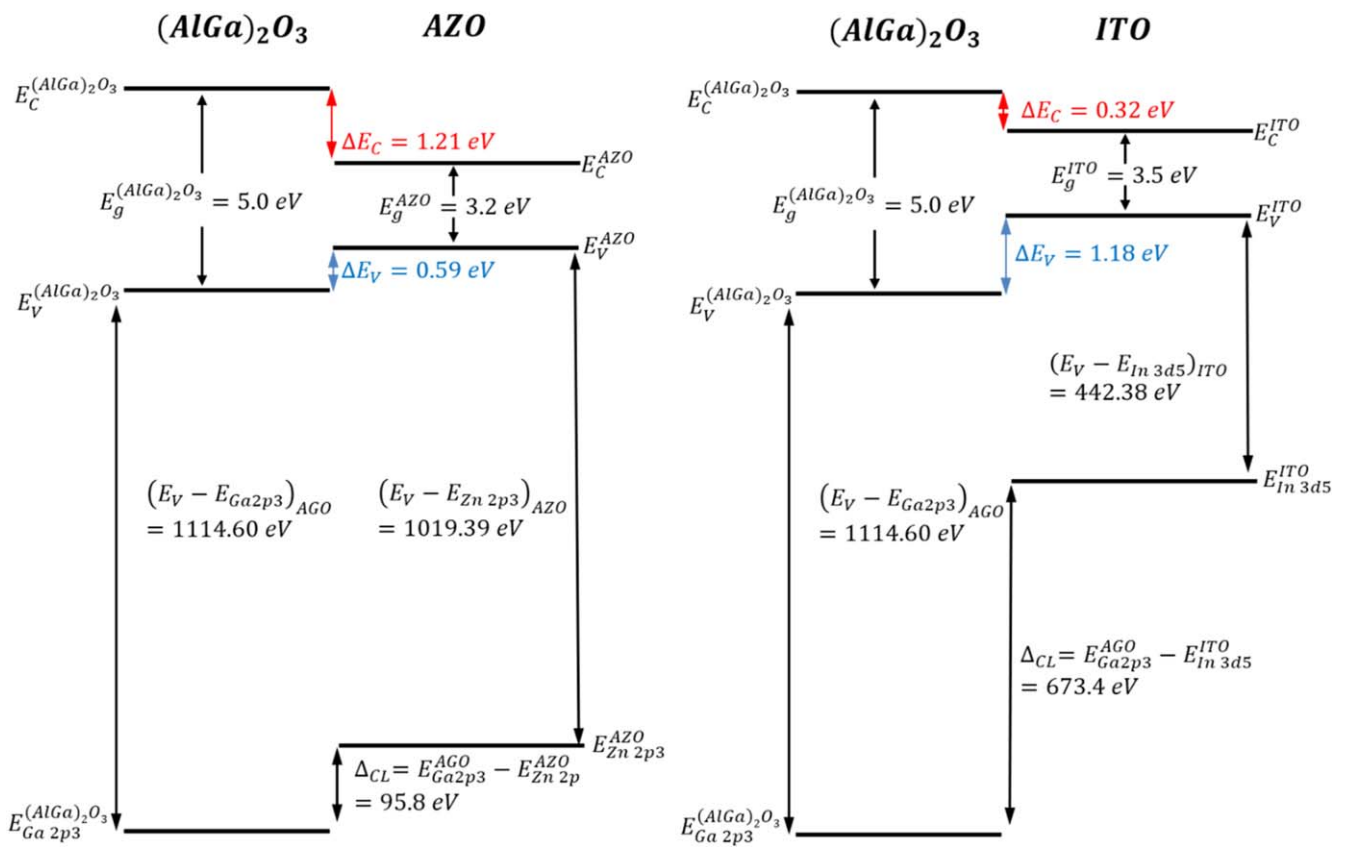 (AlGa)₂O₃ AZO
E_C^{(AlGa)₂O₃}
ΔE_C = 1.21 eV
E_C^{AZO}
E_g^{(AlGa)₂O₃} = 5.0 eV
E_g^{AZO} = 3.2 eV
E_V^{AZO}
ΔE_V = 0.59 eV
E_V^{(AlGa)₂O₃}
(E_V − E_{Ga2p3})_{AGO}
= 1114.60 eV
(E_V − E_{Zn 2p3})_{AZO}
= 1019.39 eV
E_{Zn 2p3}^{AZO}
Δ_{CL}= E_{Ga2p3}^{AGO} − E_{Zn 2p}^{AZO}
= 95.8 eV
E_{Ga 2p3}^{(AlGa)₂O₃}
(AlGa)₂O₃ ITO
E_C^{(AlGa)₂O₃}
ΔE_C = 0.32 eV
E_C^{ITO}
E_g^{ITO} = 3.5 eV
E_g^{(AlGa)₂O₃} = 5.0 eV
E_V^{ITO}
ΔE_V = 1.18 eV
E_V^{(AlGa)₂O₃}
(E_V − E_{In 3d5})_{ITO}
= 442.38 eV
E_{In 3d5}^{ITO}
(E_V − E_{Ga2p3})_{AGO}
= 1114.60 eV
Δ_{CL}= E_{Ga2p3}^{AGO} − E_{In 3d5}^{ITO}
= 673.4 eV
E_{Ga 2p3}^{(AlGa)₂O₃}